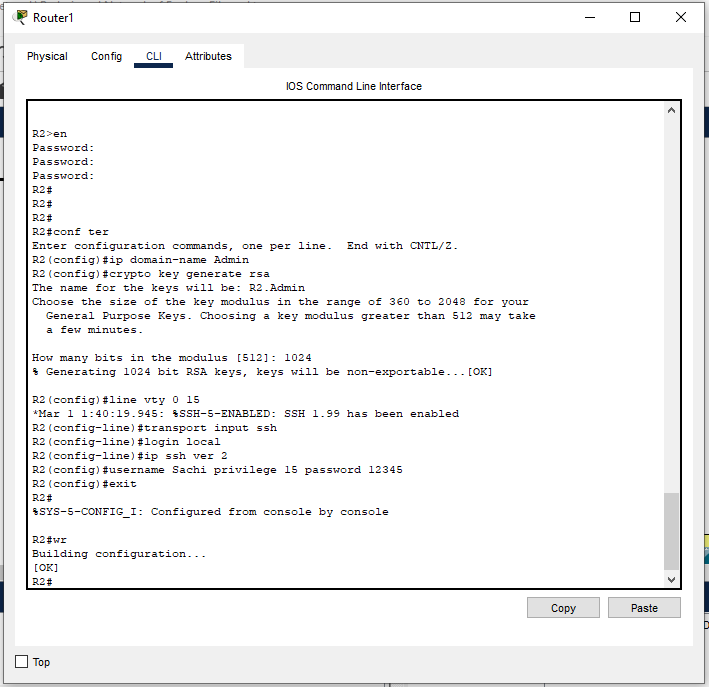 Router1
Physical Config CLI Attributes
IOS Command Line Interface
R2>en
Password:
Password:
Password:
R2#
R2#
R2#
R2#conf ter
Enter configuration commands, one per line.  End with CNTL/Z.
R2(config)#ip domain-name Admin
R2(config)#crypto key generate rsa
The name for the keys will be: R2.Admin
Choose the size of the key modulus in the range of 360 to 2048 for your
  General Purpose Keys. Choosing a key modulus greater than 512 may take
  a few minutes.
How many bits in the modulus [512]: 1024
% Generating 1024 bit RSA keys, keys will be non-exportable...[OK]
R2(config)#line vty 0 15
*Mar 1 1:40:19.945: %SSH-5-ENABLED: SSH 1.99 has been enabled
R2(config-line)#transport input ssh
R2(config-line)#login local
R2(config-line)#ip ssh ver 2
R2(config)#username Sachi privilege 15 password 12345
R2(config)#exit
R2#
%SYS-5-CONFIG_I: Configured from console by console
R2#wr
Building configuration...
[OK]
R2#
Copy Paste
Top